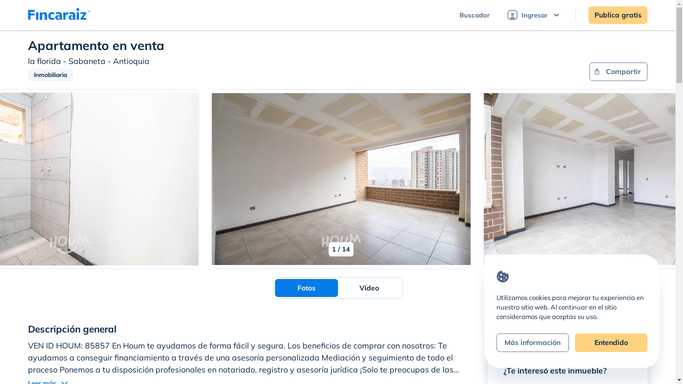 Fincaraiz
Buscador
Ingresar
Publica gratis
Apartamento en venta
la florida - Sabaneta - Antioquia
Inmobiliaria
Compartir
HOUM
HOUM
HOUM
1 / 14
Fotos
Video
Utilizamos cookies para mejorar tu experiencia en
nuestro sitio web. Al continuar en el sitio
consideramos que aceptas su uso.
Más información
Entendido
Descripción general
VEN ID HOUM: 85857 En Houm te ayudamos de forma fácil y segura. Los beneficios de comprar con nosotros: Te
ayudamos a conseguir financiamiento a través de una asesoría personalizada Mediación y seguimiento de todo el
proceso Ponemos a tu disposición profesionales en notariado, registro y asesoría jurídica ¡Solo te preocupas de las...
Leer más
¿Te interesó este inmueble?